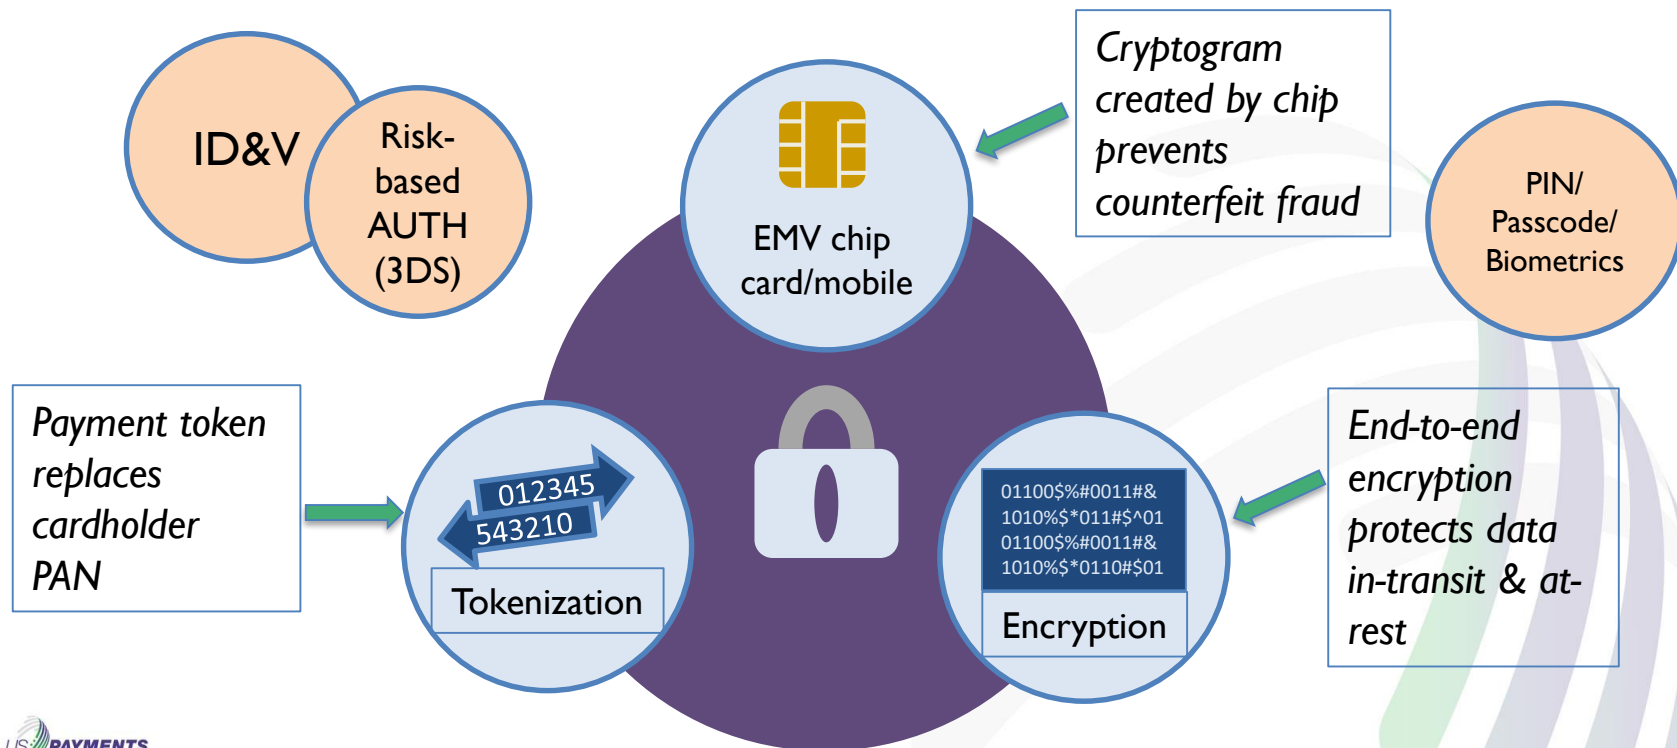 ID&V
Risk-
based
AUTH
(3DS)
EMV chip
card/mobile
Cryptogram
created by chip
prevents
counterfeit fraud
PIN/
Passcode/
Biometrics
Payment token
replaces
cardholder
PAN
012345
543210
Tokenization
01100$%#0011#&
1010%$*011#$^01
01100$%#0011#&
1010%$*0110#$01
Encryption
End-to-end
encryption
protects data
in-transit & at-
rest
US PAYMENTS